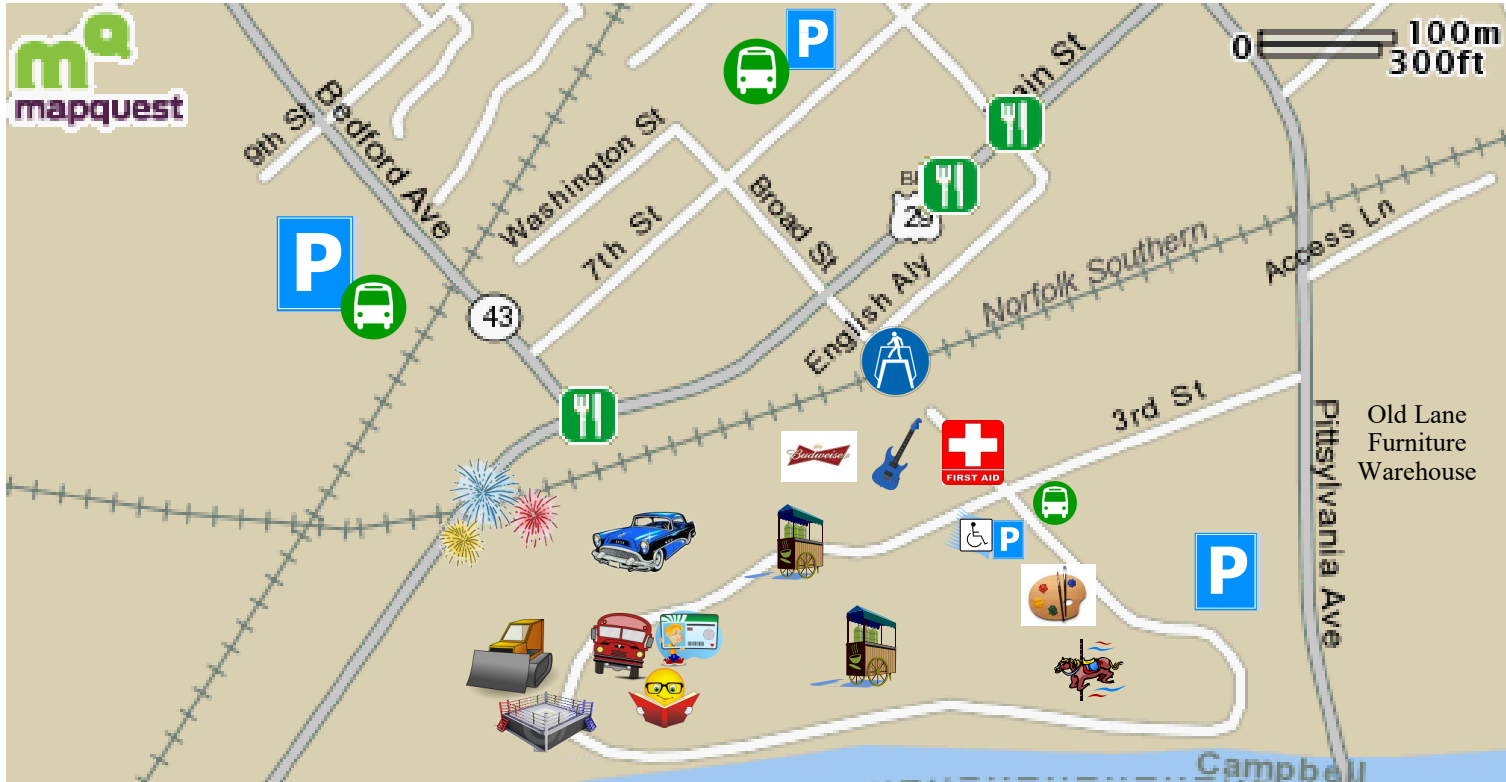 mapquest
P
0
100m
300ft
ain St
9th St
Bedford Ave
Washington St
7th St
Broad St
29
English Aly
Norfolk Southern
Access Ln
P
43
3rd St
Budweiser
FIRST AID
Pittsylvania Ave
Old Lane
Furniture
Warehouse
P
P
Campbell